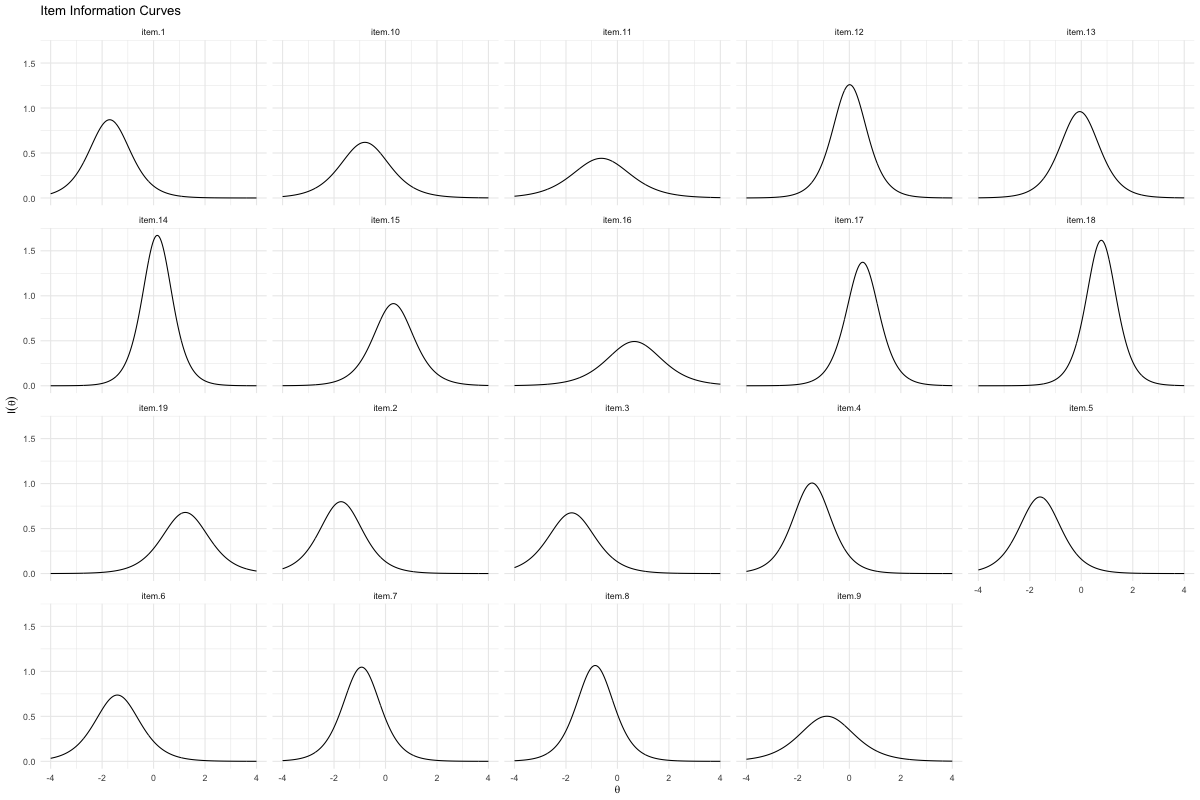 Item Information Curves
item.1 item.10 item.11 item.12 item.13
1.5
1.0
0.5
0.0
item.14 item.15 item.16 item.17 item.18
1.5
1.0
0.5
0.0
I(θ)
item.19 item.2 item.3 item.4 item.5
1.5
1.0
0.5
0.0
-4 -2 0 2 4
item.6 item.7 item.8 item.9
1.5
1.0
0.5
0.0
-4 -2 0 2 4 -4 -2 0 2 4 -4 -2 0 2 4 -4 -2 0 2 4
θ